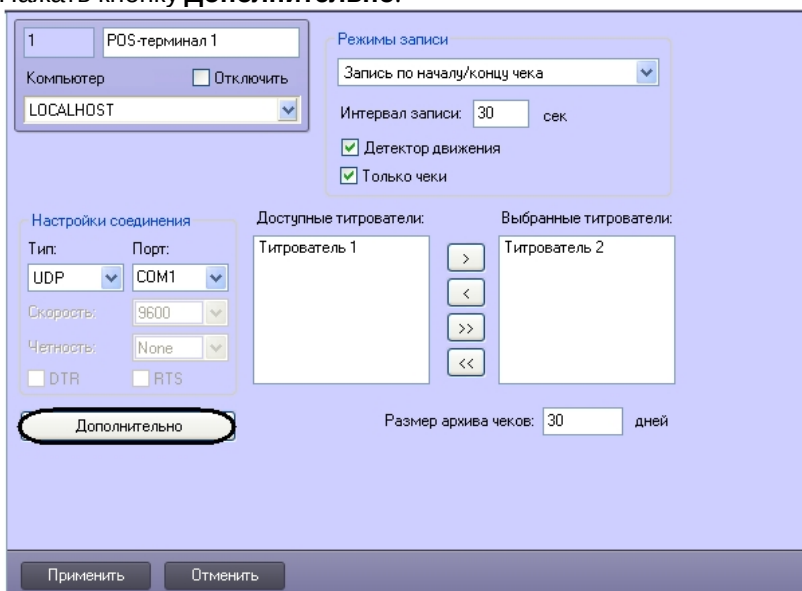 Нажать кнопку Дополнительно.
1
POS-терминал 1
Компьютер
Отключить
LOCALHOST
Режимы записи
Запись по началу/концу чека
Интервал записи: 30 сек
Детектор движения
Только чеки
Настройки соединения
Тип: Порт:
UDP COM1
Скорость: 9600
Четность: None
DTR RTS
Доступные титрователи:
Титрователь 1
>
<
>>
<<
Выбранные титрователи:
Титрователь 2
Дополнительно
Размер архива чеков: 30 дней
Применить Отменить